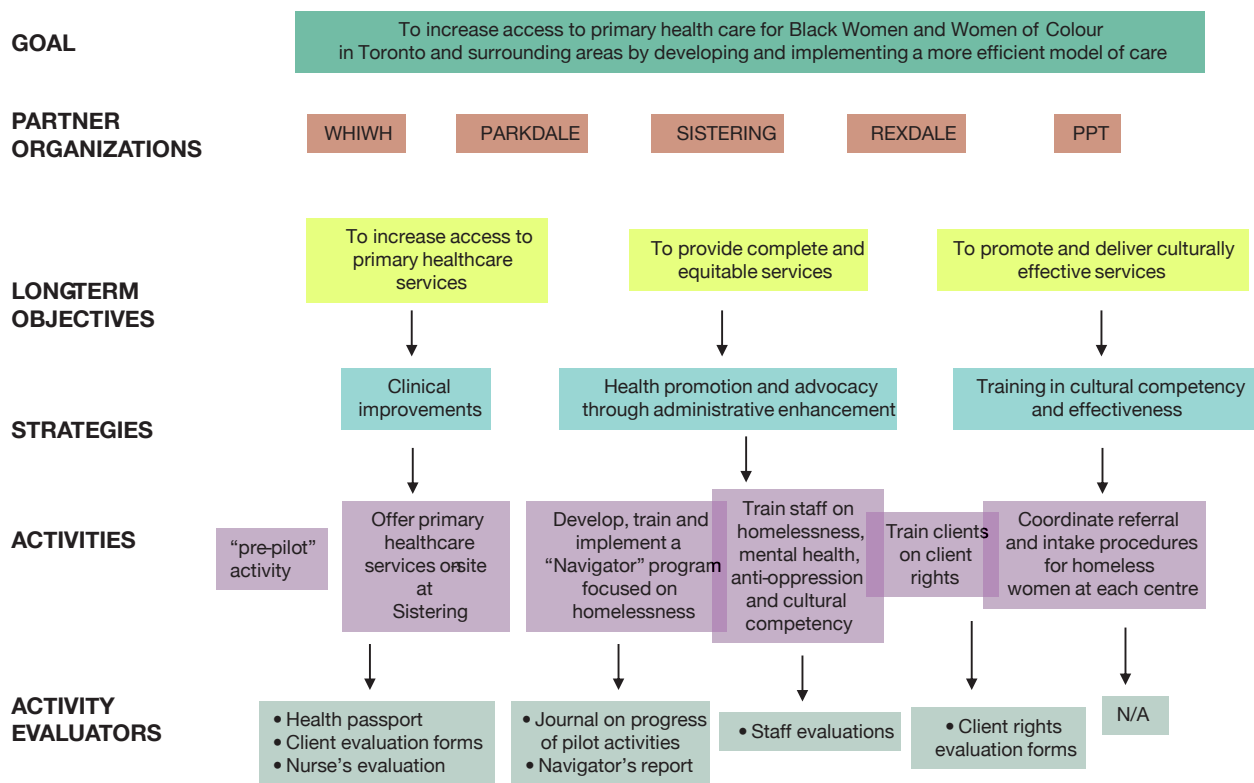 GOAL
To increase access to primary health care for Black Women and Women of Colour
in Toronto and surrounding areas by developing and implementing a more efficient model of care
PARTNER
ORGANIZATIONS
WHIWH
PARKDALE
SISTERING
REXDALE
PPT
LONGTERM
OBJECTIVES
To increase access to
primary healthcare
services
To provide complete and
equitable services
To promote and deliver culturally
effective services
STRATEGIES
Clinical
improvements
Health promotion and advocacy
through administrative enhancement
Training in cultural competency
and effectiveness
ACTIVITIES
“pre-pilot”
activity
Offer primary
healthcare
services on-site
at
Sistering
Develop, train and
implement a
“Navigator” program
focused on
homelessness
Train staff on
homelessness,
mental health,
anti-oppression
and cultural
competency
Train clients
on client
rights
Coordinate referral
and intake procedures
for homeless
women at each centre
ACTIVITY
EVALUATORS
• Health passport
• Client evaluation forms
• Nurse’s evaluation
• Journal on progress
of pilot activities
• Navigator’s report
• Staff evaluations
• Client rights
evaluation forms
N/A